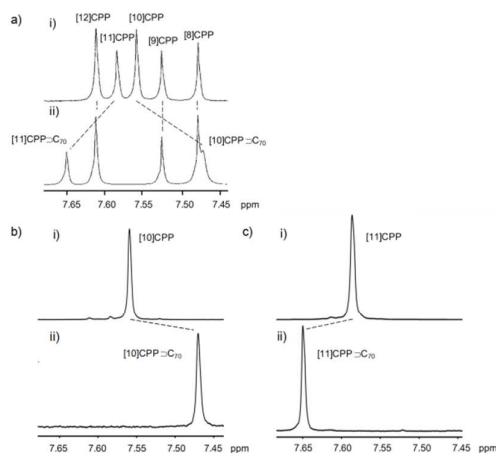 a)
i)
[12]CPP
[11]CPP
[10]CPP
[9]CPP
[8]CPP
ii)
[11]CPP⊃C₇₀
[10]CPP⊃C₇₀
7.65 7.60 7.55 7.50 7.45 ppm
b)
i)
[10]CPP
ii)
[10]CPP⊃C₇₀
7.65 7.60 7.55 7.50 7.45 ppm
c)
i)
[11]CPP
ii)
[11]CPP⊃C₇₀
7.65 7.60 7.55 7.50 7.45 ppm